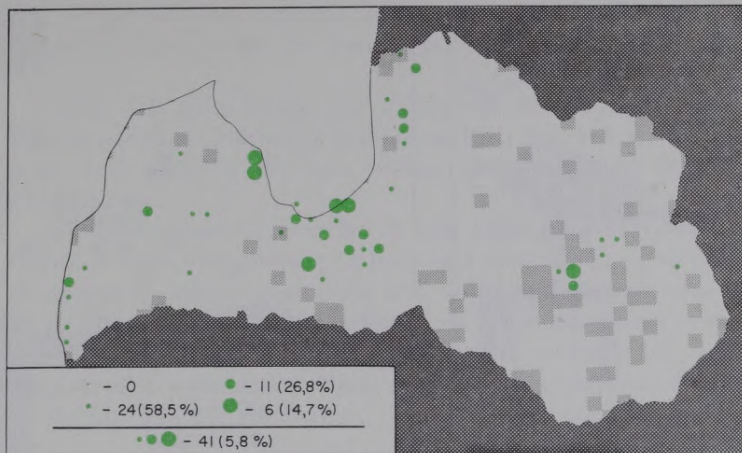 - 0 - 11 (26,8%)
- 24 (58,5%) - 6 (14,7%)
- 41 (5,8 %)